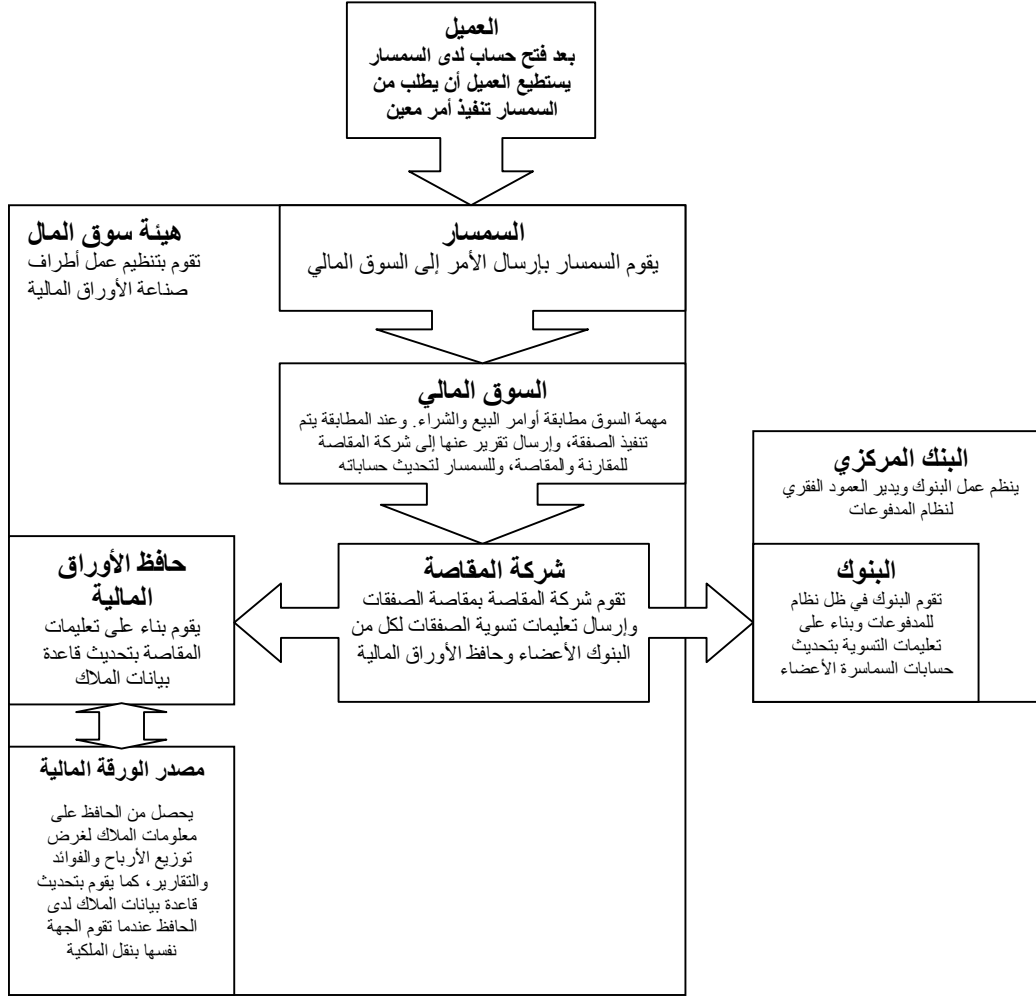 العميل
بعد فتح حساب لدى السمسار
يستطيع العميل أن يطلب من
السمسار تنفيذ أمر معين
هيئة سوق المال
تقوم بتنظيم عمل أطراف
صناعة الأوراق المالية
السمسار
يقوم السمسار بإرسال الأمر إلى السوق المالي
السوق المالي
مهمة السوق مطابقة أوامر البيع والشراء. وعند المطابقة يتم
تنفيذ الصفقة، وإرسال تقرير عنها إلى شركة المقاصة
للمقارنة والمقاصة، وللسمسار لتحديث حساباته
البنك المركزي
ينظم عمل البنوك ويدير العمود الفقري
لنظام المدفوعات
البنوك
تقوم البنوك في ظل نظام
للمدفوعات وبناء على
تعليمات التسوية بتحديث
حسابات السماسرة الأعضاء
شركة المقاصة
تقوم شركة المقاصة بمقاصة الصفقات
وإرسال تعليمات تسوية الصفقات لكل من
البنوك الأعضاء وحافظ الأوراق المالية
حافظ الأوراق
المالية
يقوم بناء على تعليمات
المقاصة بتحديث قاعدة
بيانات الملاك
مصدر الورقة المالية
يحصل من الحافظ على
معلومات الملاك لغرض
توزيع الأرباح والفوائد
والتقارير، كما يقوم بتحديث
قاعدة بيانات الملاك لدى
الحافظ عندما تقوم الجهة
نفسها بنقل الملكية